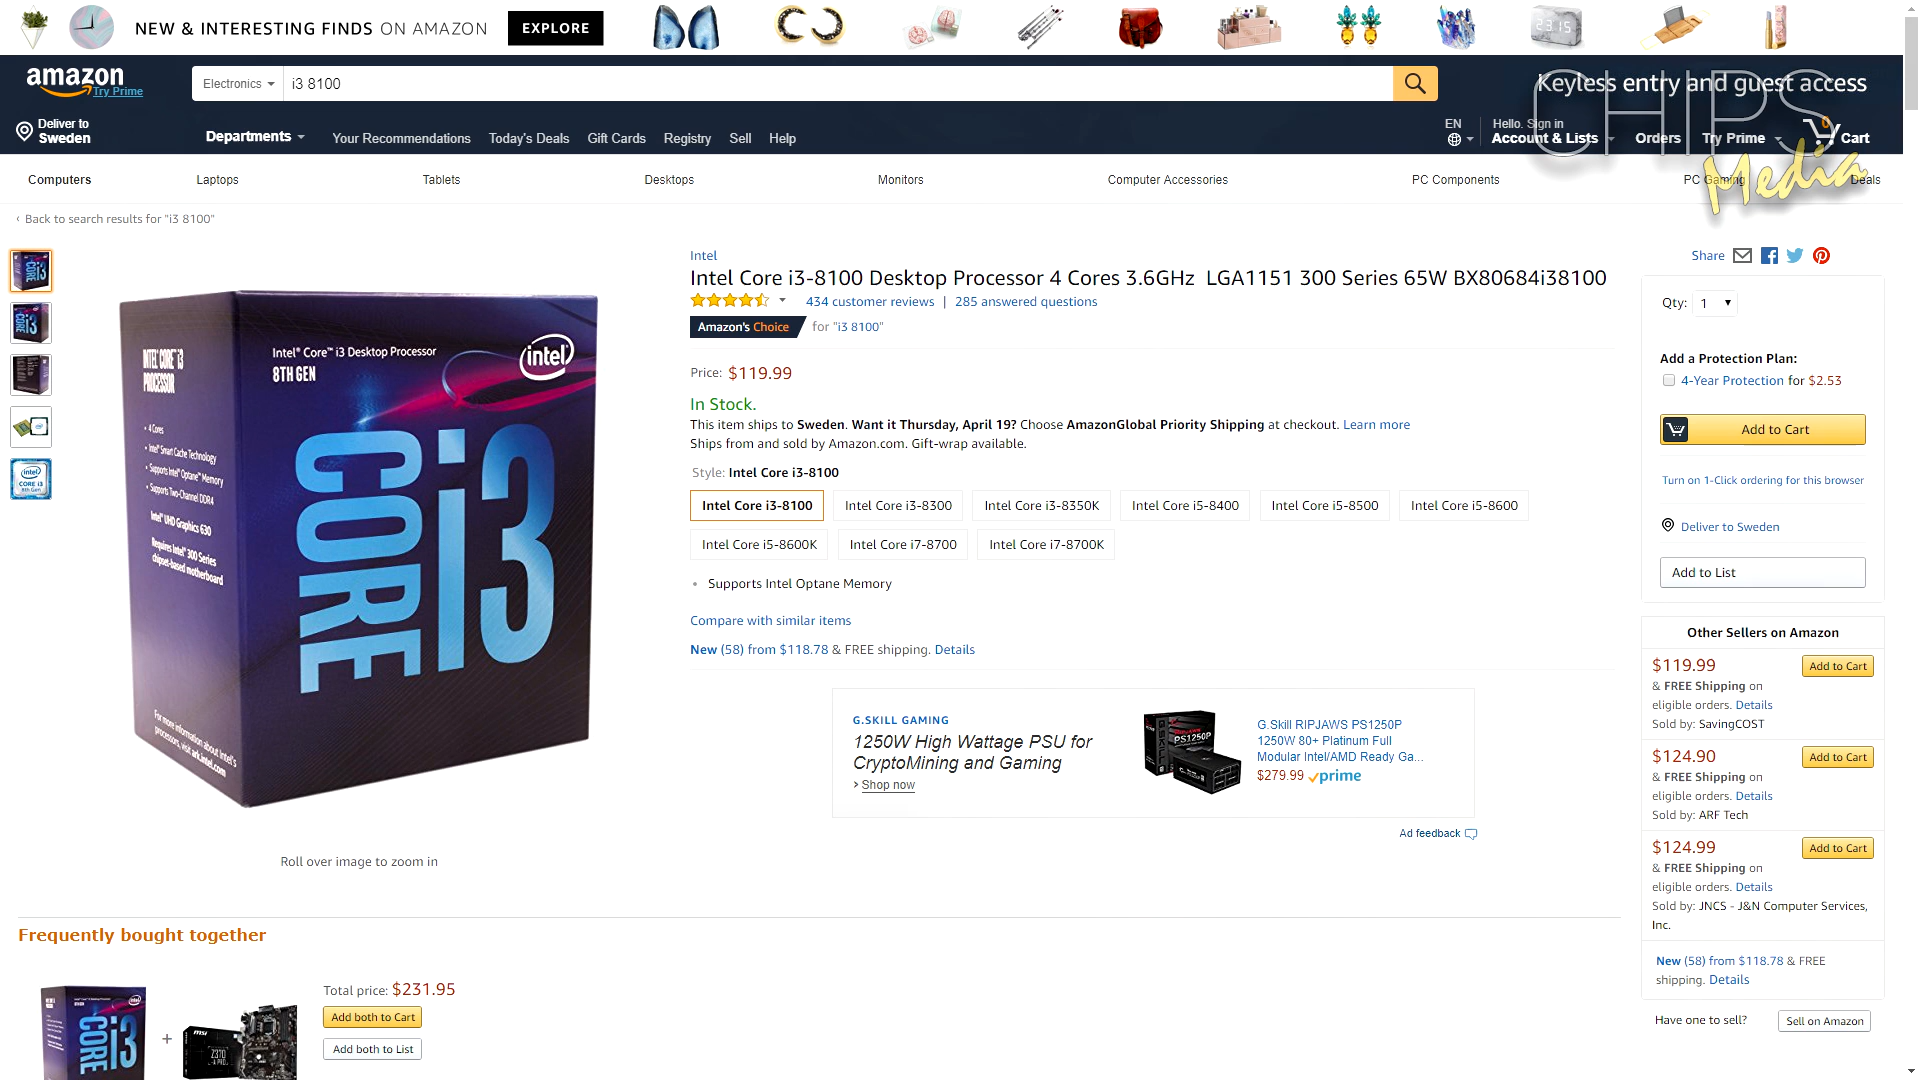 NEW & INTERESTING FINDS ON AMAZON EXPLORE
23:15
amazon
Try Prime
Electronics
i3 8100
Keyless entry and guest access
CHIPS
Media
Deliver to
Sweden
Departments
Your Recommendations
Today's Deals
Gift Cards
Registry
Sell
Help
EN
Hello. Sign in
Account & Lists
Orders
Try Prime
0
Cart
Computers
Laptops
Tablets
Desktops
Monitors
Computer Accessories
PC Components
PC Gaming
Deals
‹ Back to search results for "i3 8100"
INTEL® CORE™ i3
PROCESSOR
• 4 Cores
• Intel® Smart Cache Technology
• Supports Intel® Optane™ Memory
• Supports Two-Channel DDR4
Intel® UHD Graphics 630
Requires Intel® 300 Series
chipset-based motherboard
For more information about Intel's
processors, visit ark.intel.com
Intel® Core™ i3 Desktop Processor
8TH GEN
intel
CORE i3
Roll over image to zoom in
Intel
Intel Core i3-8100 Desktop Processor 4 Cores 3.6GHz LGA1151 300 Series 65W BX80684i38100
434 customer reviews | 285 answered questions
Amazon's Choice for "i3 8100"
Price: $119.99
In Stock.
This item ships to Sweden. Want it Thursday, April 19? Choose AmazonGlobal Priority Shipping at checkout. Learn more
Ships from and sold by Amazon.com. Gift-wrap available.
Style: Intel Core i3-8100
Intel Core i3-8100
Intel Core i3-8300
Intel Core i3-8350K
Intel Core i5-8400
Intel Core i5-8500
Intel Core i5-8600
Intel Core i5-8600K
Intel Core i7-8700
Intel Core i7-8700K
• Supports Intel Optane Memory
Compare with similar items
New (58) from $118.78 & FREE shipping. Details
G.SKILL GAMING
1250W High Wattage PSU for
CryptoMining and Gaming
› Shop now
PS1250P
G.Skill RIPJAWS PS1250P
1250W 80+ Platinum Full
Modular Intel/AMD Ready Ga...
$279.99 prime
Ad feedback
Share
Qty: 1
Add a Protection Plan:
4-Year Protection for $2.53
Add to Cart
Turn on 1-Click ordering for this browser
Deliver to Sweden
Add to List
Other Sellers on Amazon
$119.99
Add to Cart
& FREE Shipping on
eligible orders. Details
Sold by: SavingCOST
$124.90
Add to Cart
& FREE Shipping on
eligible orders. Details
Sold by: ARF Tech
$124.99
Add to Cart
& FREE Shipping on
eligible orders. Details
Sold by: JNCS - J&N Computer Services,
Inc.
New (58) from $118.78 & FREE
shipping. Details
Have one to sell?
Sell on Amazon
Frequently bought together
CORE i3
+
msi
Z370
Total price: $231.95
Add both to Cart
Add both to List